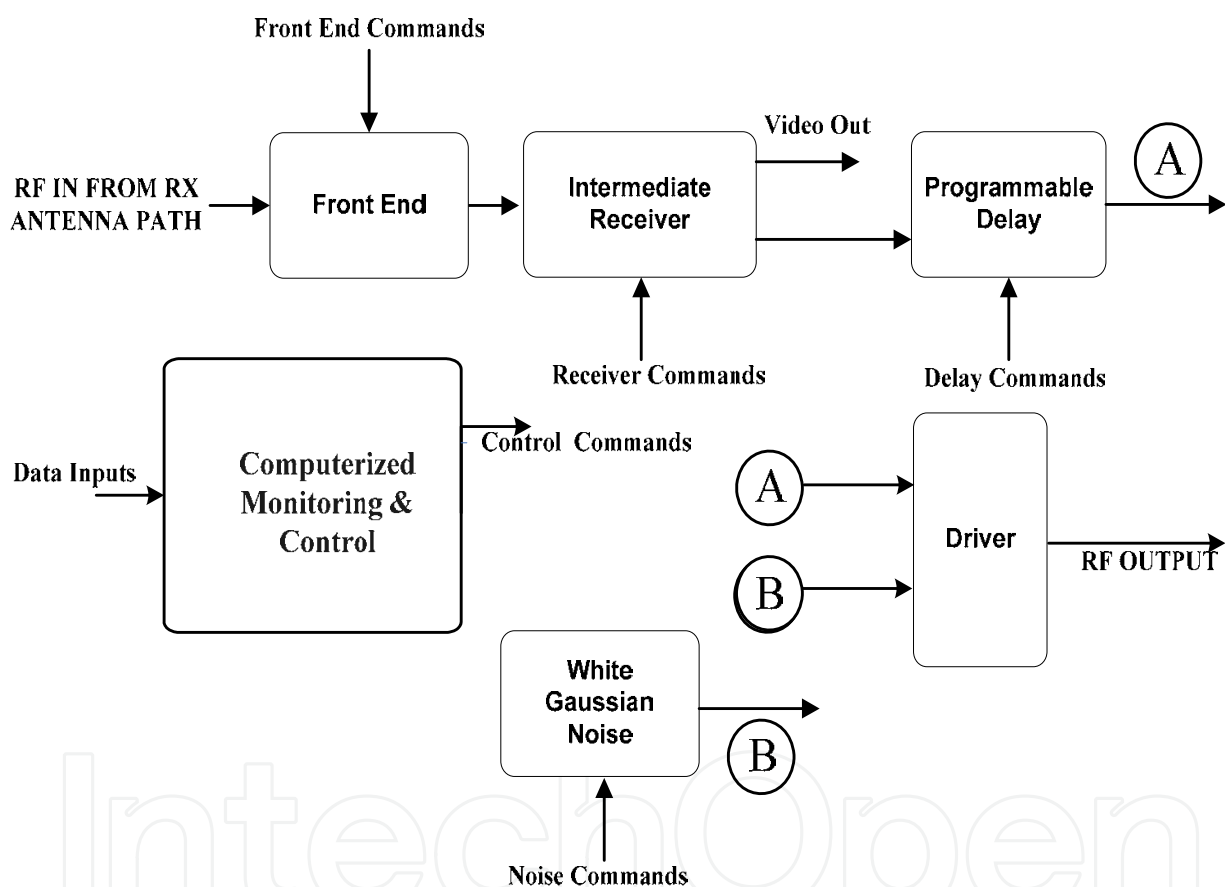 Front End Commands
RF IN FROM RX
ANTENNA PATH
Front End
Intermediate
Receiver
Video Out
Programmable
Delay
A
Receiver Commands
Delay Commands
Data Inputs
Computerized
Monitoring &
Control
Control Commands
A
B
Driver
RF OUTPUT
White
Gaussian
Noise
B
Noise Commands
IntechOpen